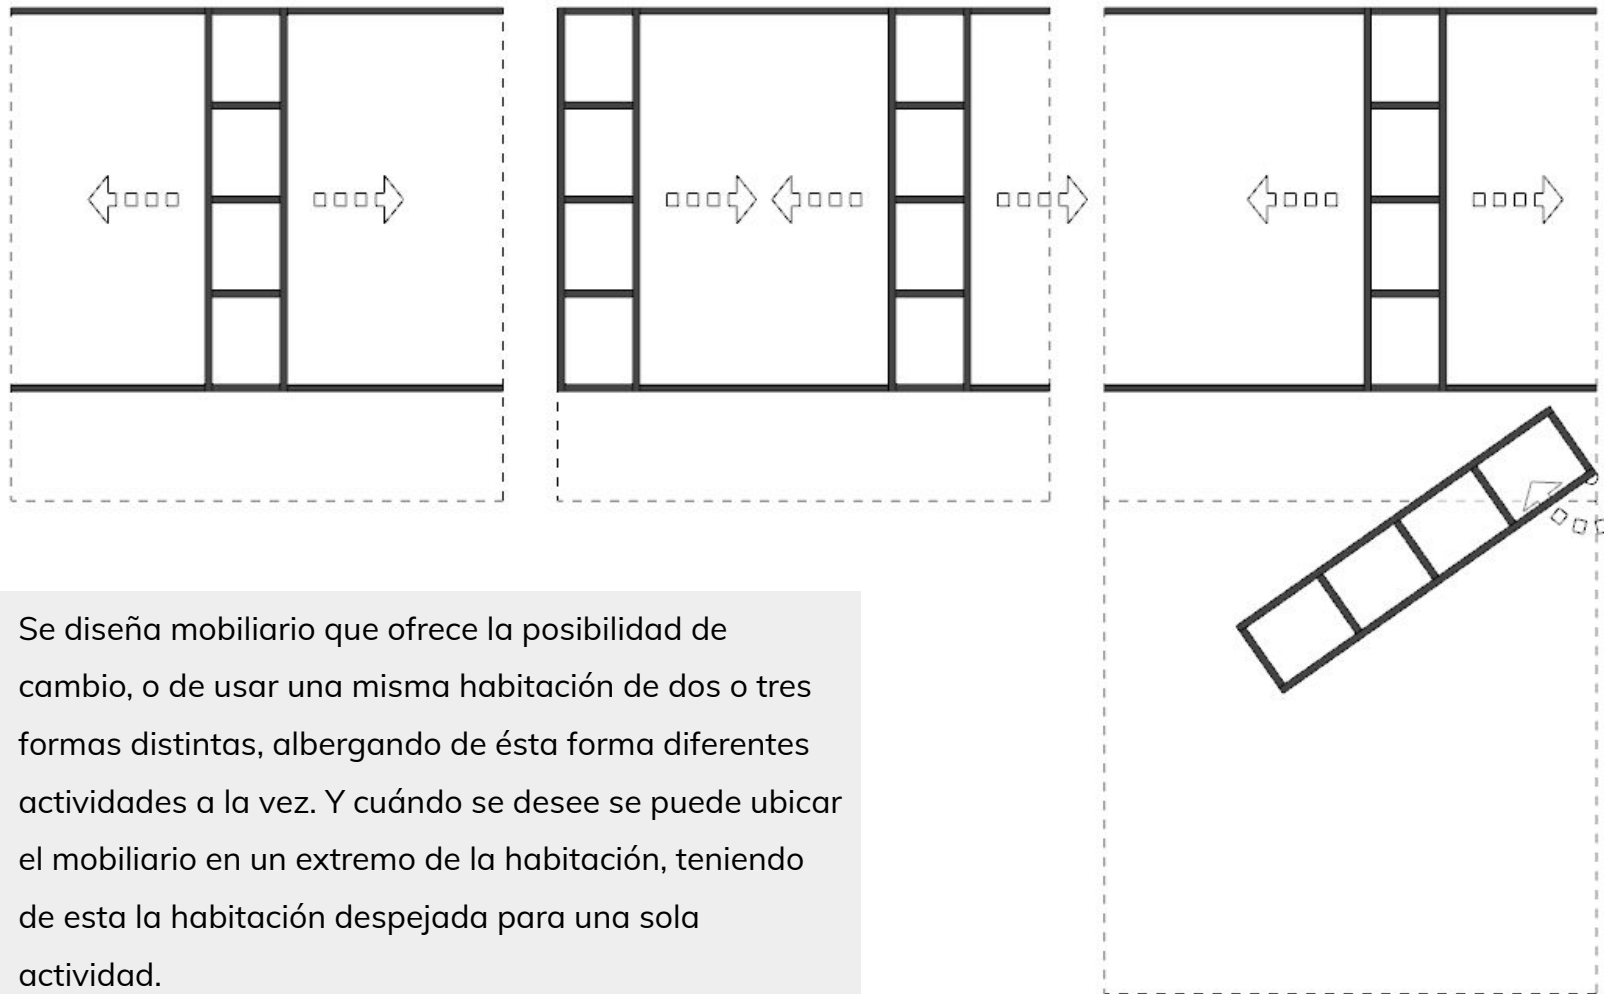 Se diseña mobiliario que ofrece la posibilidad de
cambio, o de usar una misma habitación de dos o tres
formas distintas, albergando de ésta forma diferentes
actividades a la vez. Y cuándo se desee se puede ubicar
el mobiliario en un extremo de la habitación, teniendo
de esta la habitación despejada para una sola
actividad.